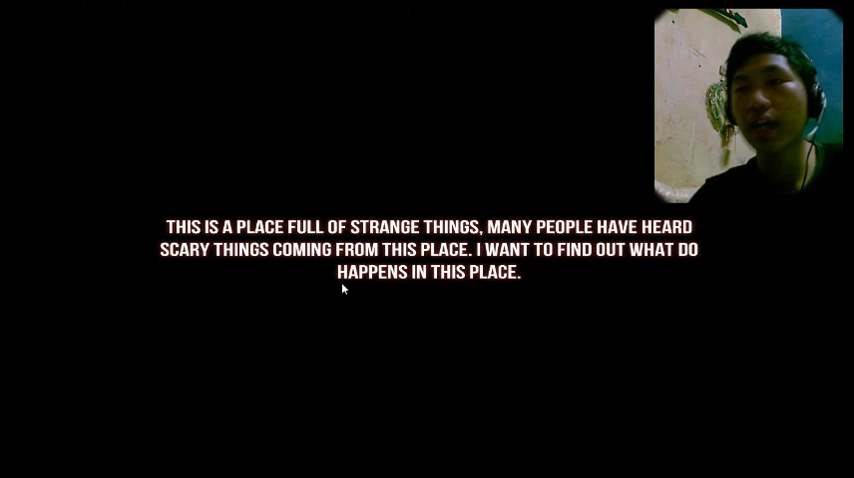 THIS IS A PLACE FULL OF STRANGE THINGS, MANY PEOPLE HAVE HEARD
SCARY THINGS COMING FROM THIS PLACE. I WANT TO FIND OUT WHAT DO
HAPPENS IN THIS PLACE.